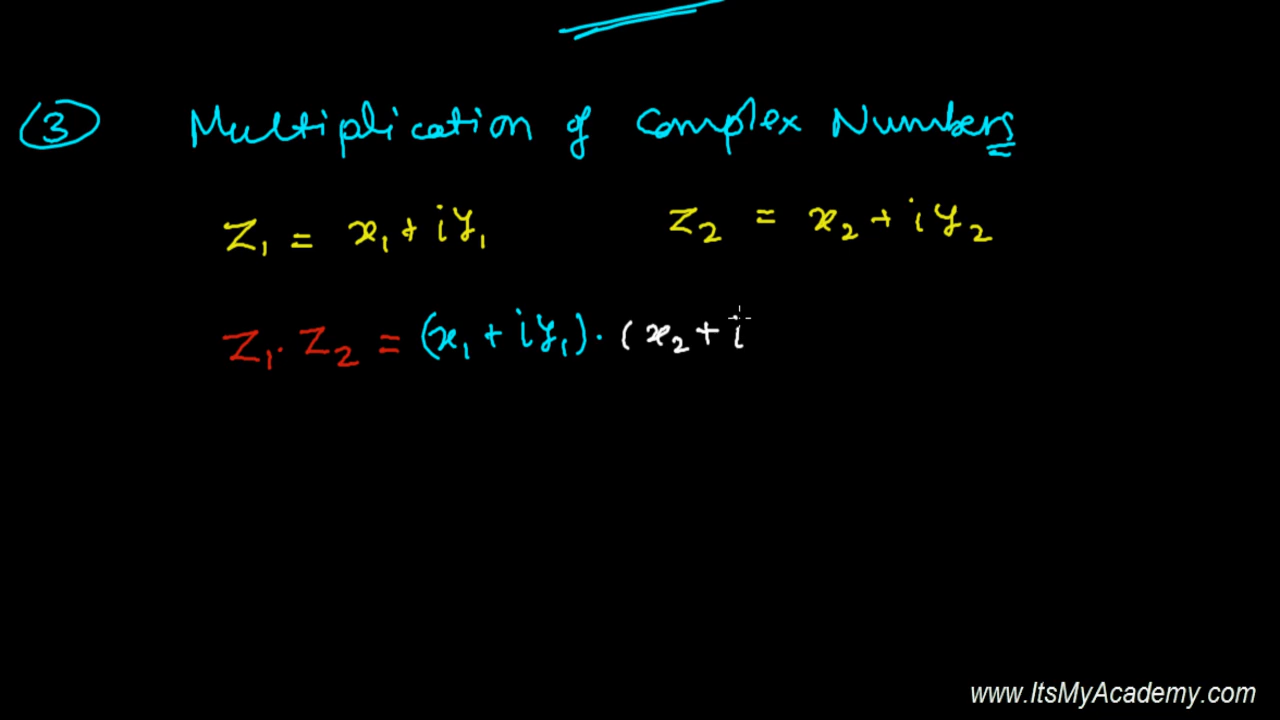 3 Multiplication of Complex Numbers
Z₁ = x₁ + iy₁ Z₂ = x₂ + iy₂
Z₁ · Z₂ = (x₁ + iy₁) · (x₂ + i
www.ItsMyAcademy.com